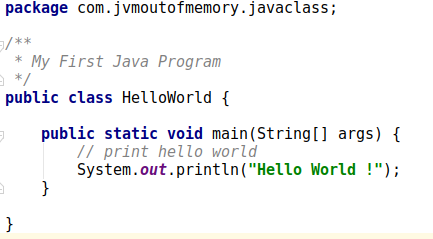 package com.jvmoutofmemory.javaclass;
/**
 * My First Java Program
 */
public class HelloWorld {
    public static void main(String[] args) {
        // print hello world
        System.out.println("Hello World !");
    }
}